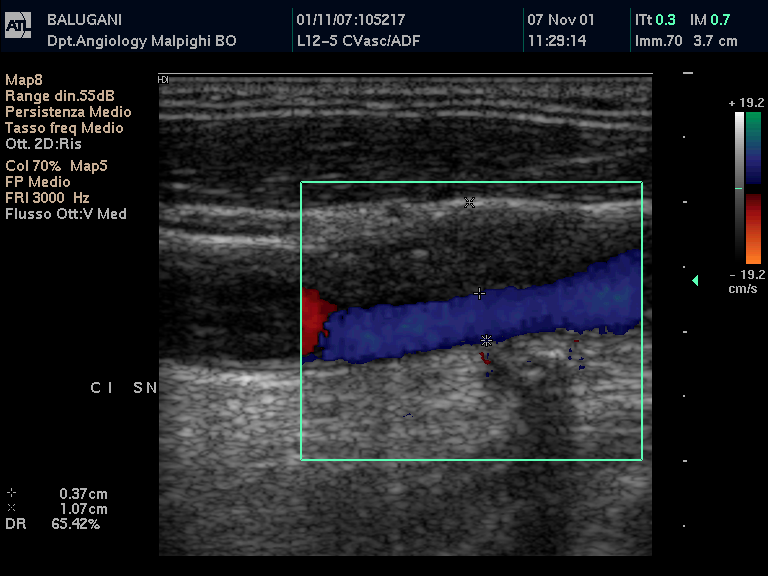 ATL
BALUGANI
Dpt.Angiology Malpighi BO
01/11/07:105217
L12-5 CVasc/ADF
07 Nov 01
11:29:14
ITt 0.3 IM 0.7
Imm.70 3.7 cm
HDI
Map8
Range din.55dB
Persistenza Medio
Tasso freq Medio
Ott. 2D:Ris
Col 70% Map5
FP Medio
FRI 3000 Hz
Flusso Ott:V Med
+ 19.2
- 19.2
cm/s
C I SN
0.37cm
1.07cm
DR 65.42%